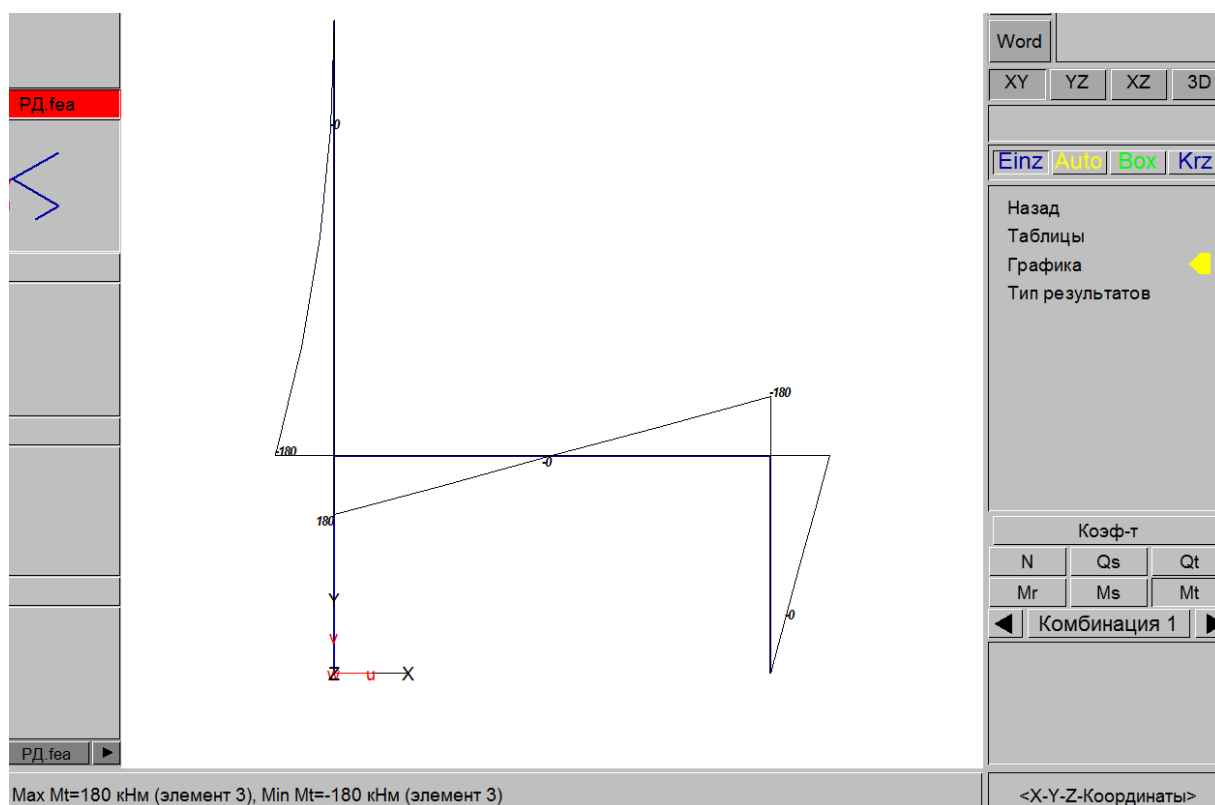 Word
XY YZ XZ 3D
РД.fea
-0
Einz Auto Box Krz
Назад
Таблицы
Графика
Тип результатов
-180
-180
-0
180
Коэф-т
N Qs Qt
Mr Ms Mt
Y
-0
Комбинация 1
v
Z w u X
РД.fea
Max Mt=180 кНм (элемент 3), Min Mt=-180 кНм (элемент 3)
<X-Y-Z-Координаты>